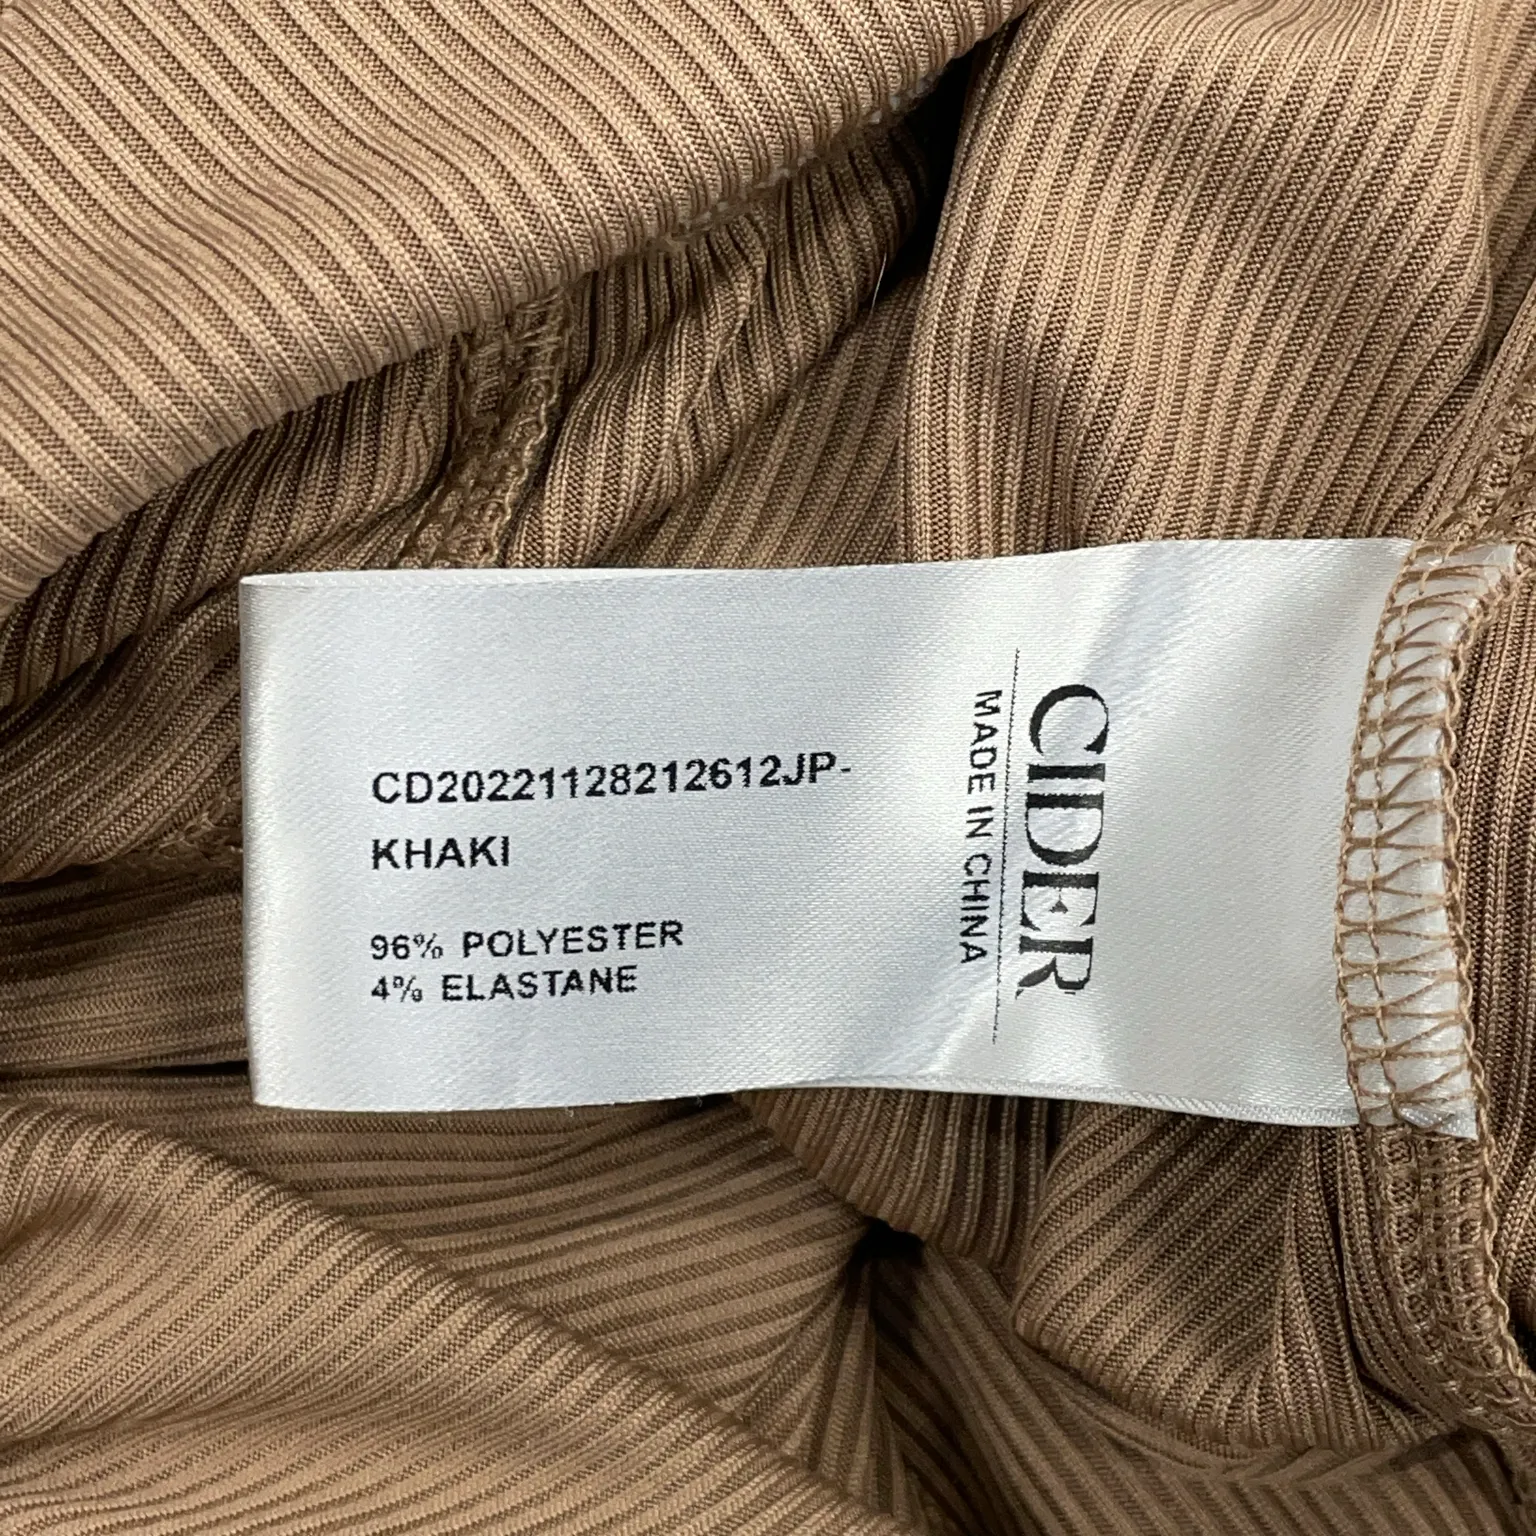 CIDER
MADE IN CHINA
CD20221128212612JP-
KHAKI
96% POLYESTER
4% ELASTANE